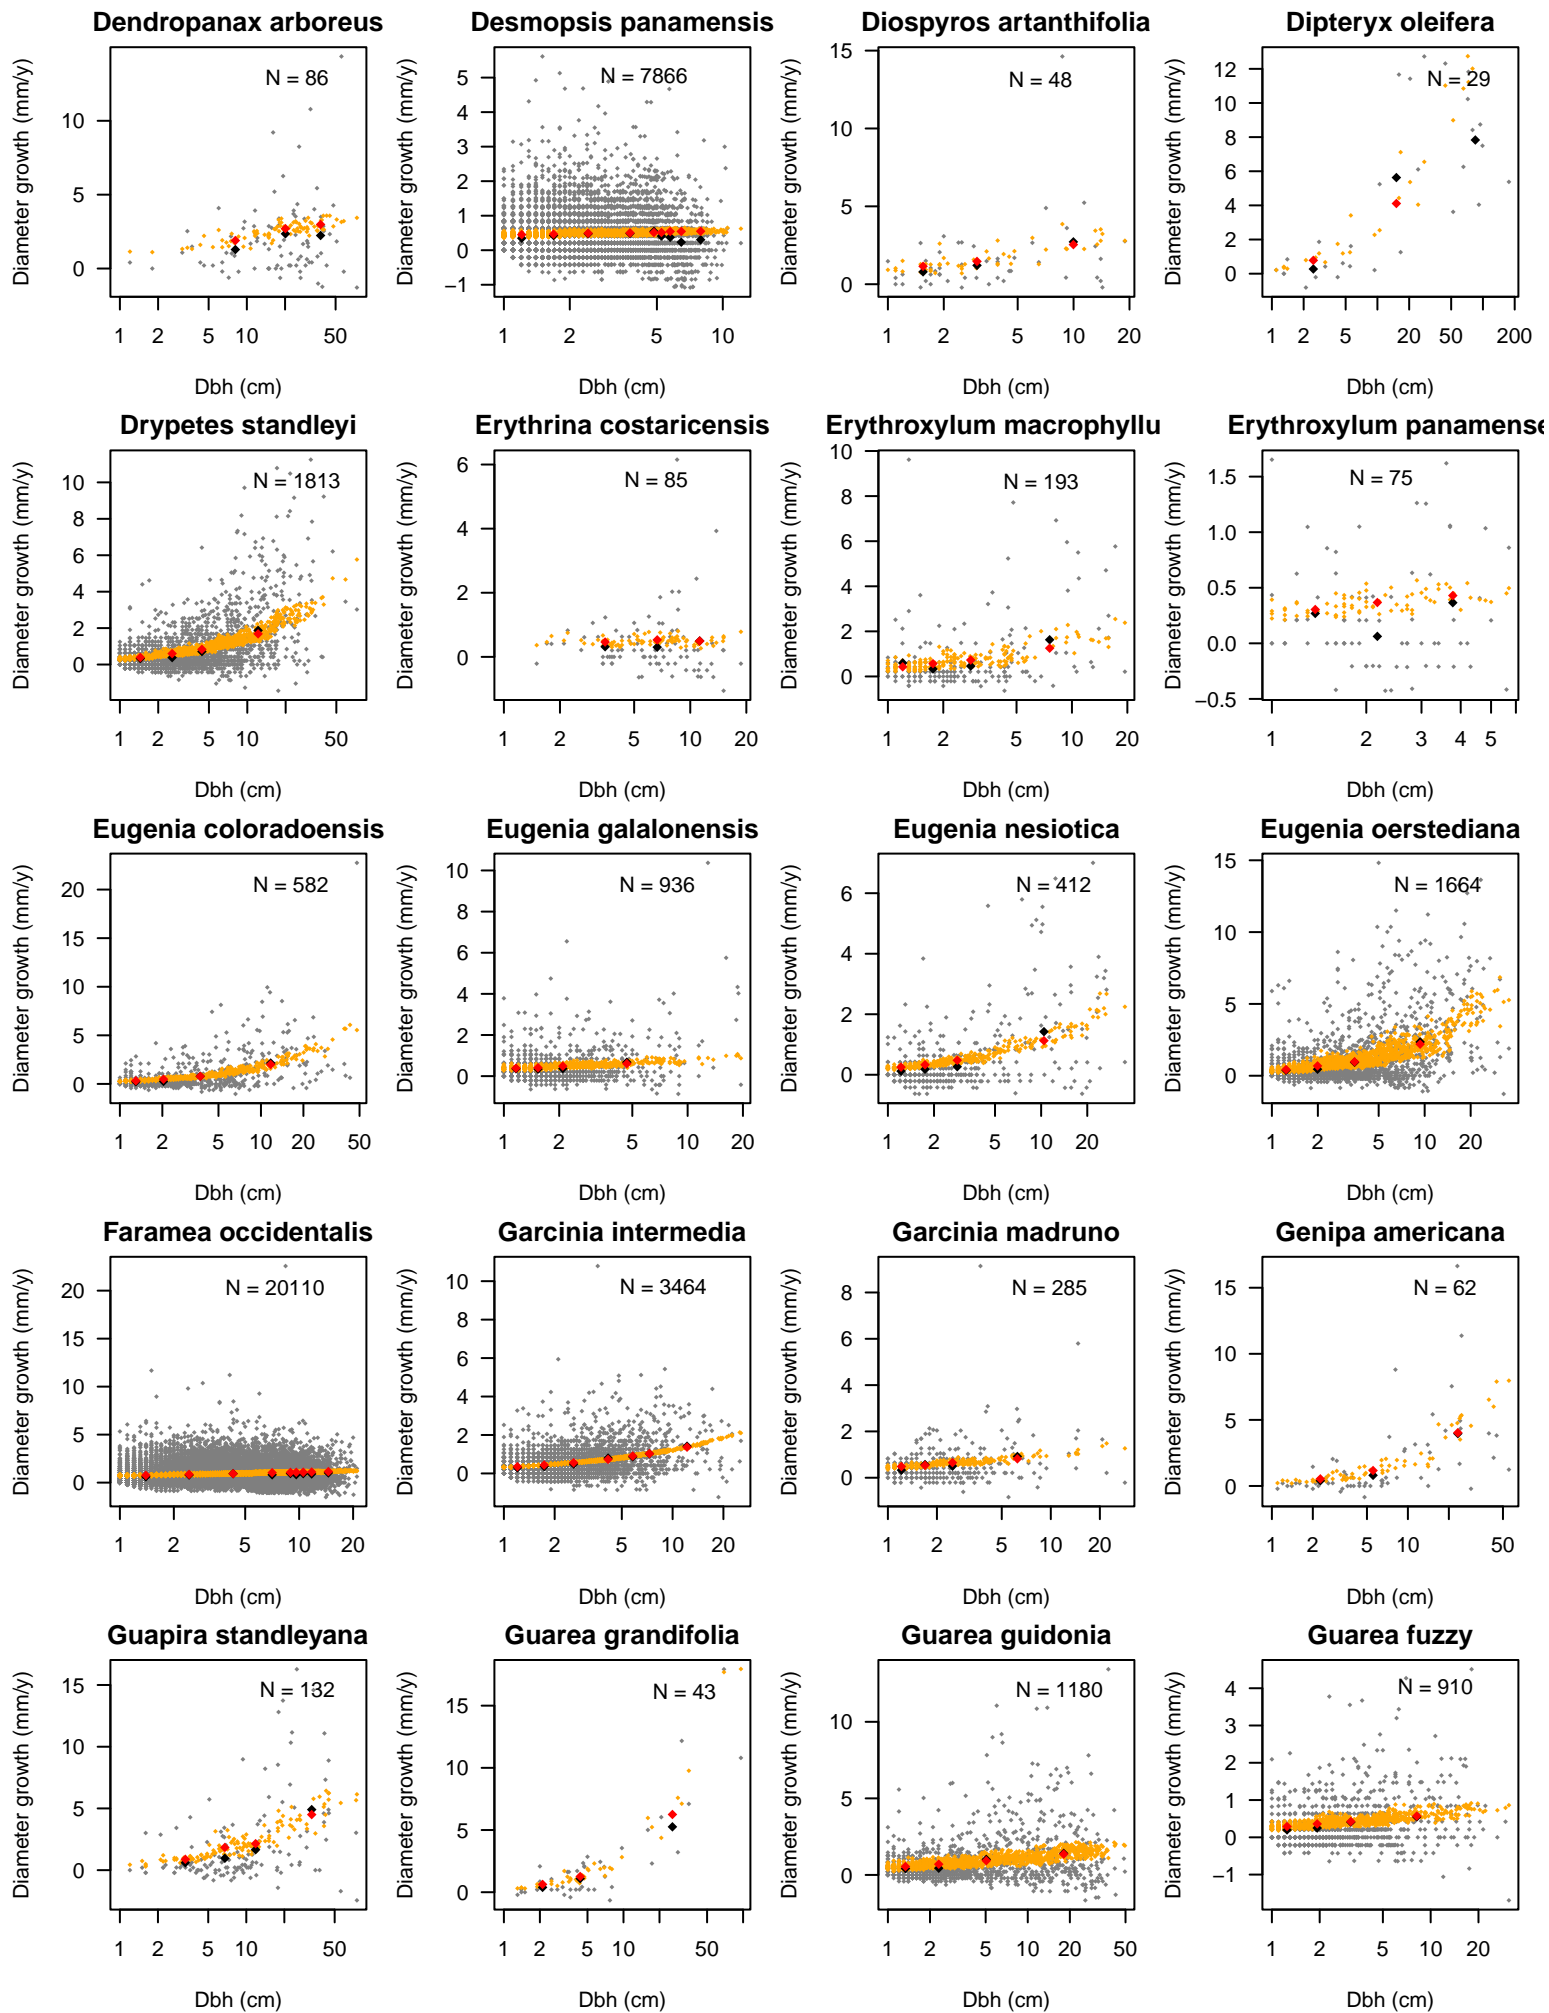 Dendropanax arboreus
N = 86
Diameter growth (mm/y)
10
5
0
1 2 5 10 50
Dbh (cm)
Desmopsis panamensis
N = 7866
Diameter growth (mm/y)
5
4
3
2
1
0
−1
1 2 5 10
Dbh (cm)
Diospyros artanthifolia
N = 48
Diameter growth (mm/y)
15
10
5
0
1 2 5 10 20
Dbh (cm)
Dipteryx oleifera
N = 29
Diameter growth (mm/y)
12
10
8
6
4
2
0
1 2 5 20 50 200
Dbh (cm)
Drypetes standleyi
N = 1813
Diameter growth (mm/y)
10
8
6
4
2
0
1 2 5 10 50
Dbh (cm)
Erythrina costaricensis
N = 85
Diameter growth (mm/y)
6
4
2
0
1 2 5 10 20
Dbh (cm)
Erythroxylum macrophyllu
N = 193
Diameter growth (mm/y)
10
8
6
4
2
0
1 2 5 10 20
Dbh (cm)
Erythroxylum panamense
N = 75
Diameter growth (mm/y)
1.5
1.0
0.5
0.0
−0.5
1 2 3 4 5
Dbh (cm)
Eugenia coloradoensis
N = 582
Diameter growth (mm/y)
20
15
10
5
0
1 2 5 10 20 50
Dbh (cm)
Eugenia galalonensis
N = 936
Diameter growth (mm/y)
10
8
6
4
2
0
1 2 5 10 20
Dbh (cm)
Eugenia nesiotica
N = 412
Diameter growth (mm/y)
6
4
2
0
1 2 5 10 20
Dbh (cm)
Eugenia oerstediana
N = 1664
Diameter growth (mm/y)
15
10
5
0
1 2 5 10 20
Dbh (cm)
Faramea occidentalis
N = 20110
Diameter growth (mm/y)
20
15
10
5
0
1 2 5 10 20
Dbh (cm)
Garcinia intermedia
N = 3464
Diameter growth (mm/y)
10
8
6
4
2
0
1 2 5 10 20
Dbh (cm)
Garcinia madruno
N = 285
Diameter growth (mm/y)
8
6
4
2
0
1 2 5 10 20
Dbh (cm)
Genipa americana
N = 62
Diameter growth (mm/y)
15
10
5
0
1 2 5 10 50
Dbh (cm)
Guapira standleyana
N = 132
Diameter growth (mm/y)
15
10
5
0
1 2 5 10 50
Dbh (cm)
Guarea grandifolia
N = 43
Diameter growth (mm/y)
15
10
5
0
1 2 5 10 50
Dbh (cm)
Guarea guidonia
N = 1180
Diameter growth (mm/y)
10
5
0
1 2 5 10 20 50
Dbh (cm)
Guarea fuzzy
N = 910
Diameter growth (mm/y)
4
3
2
1
0
−1
1 2 5 10 20
Dbh (cm)